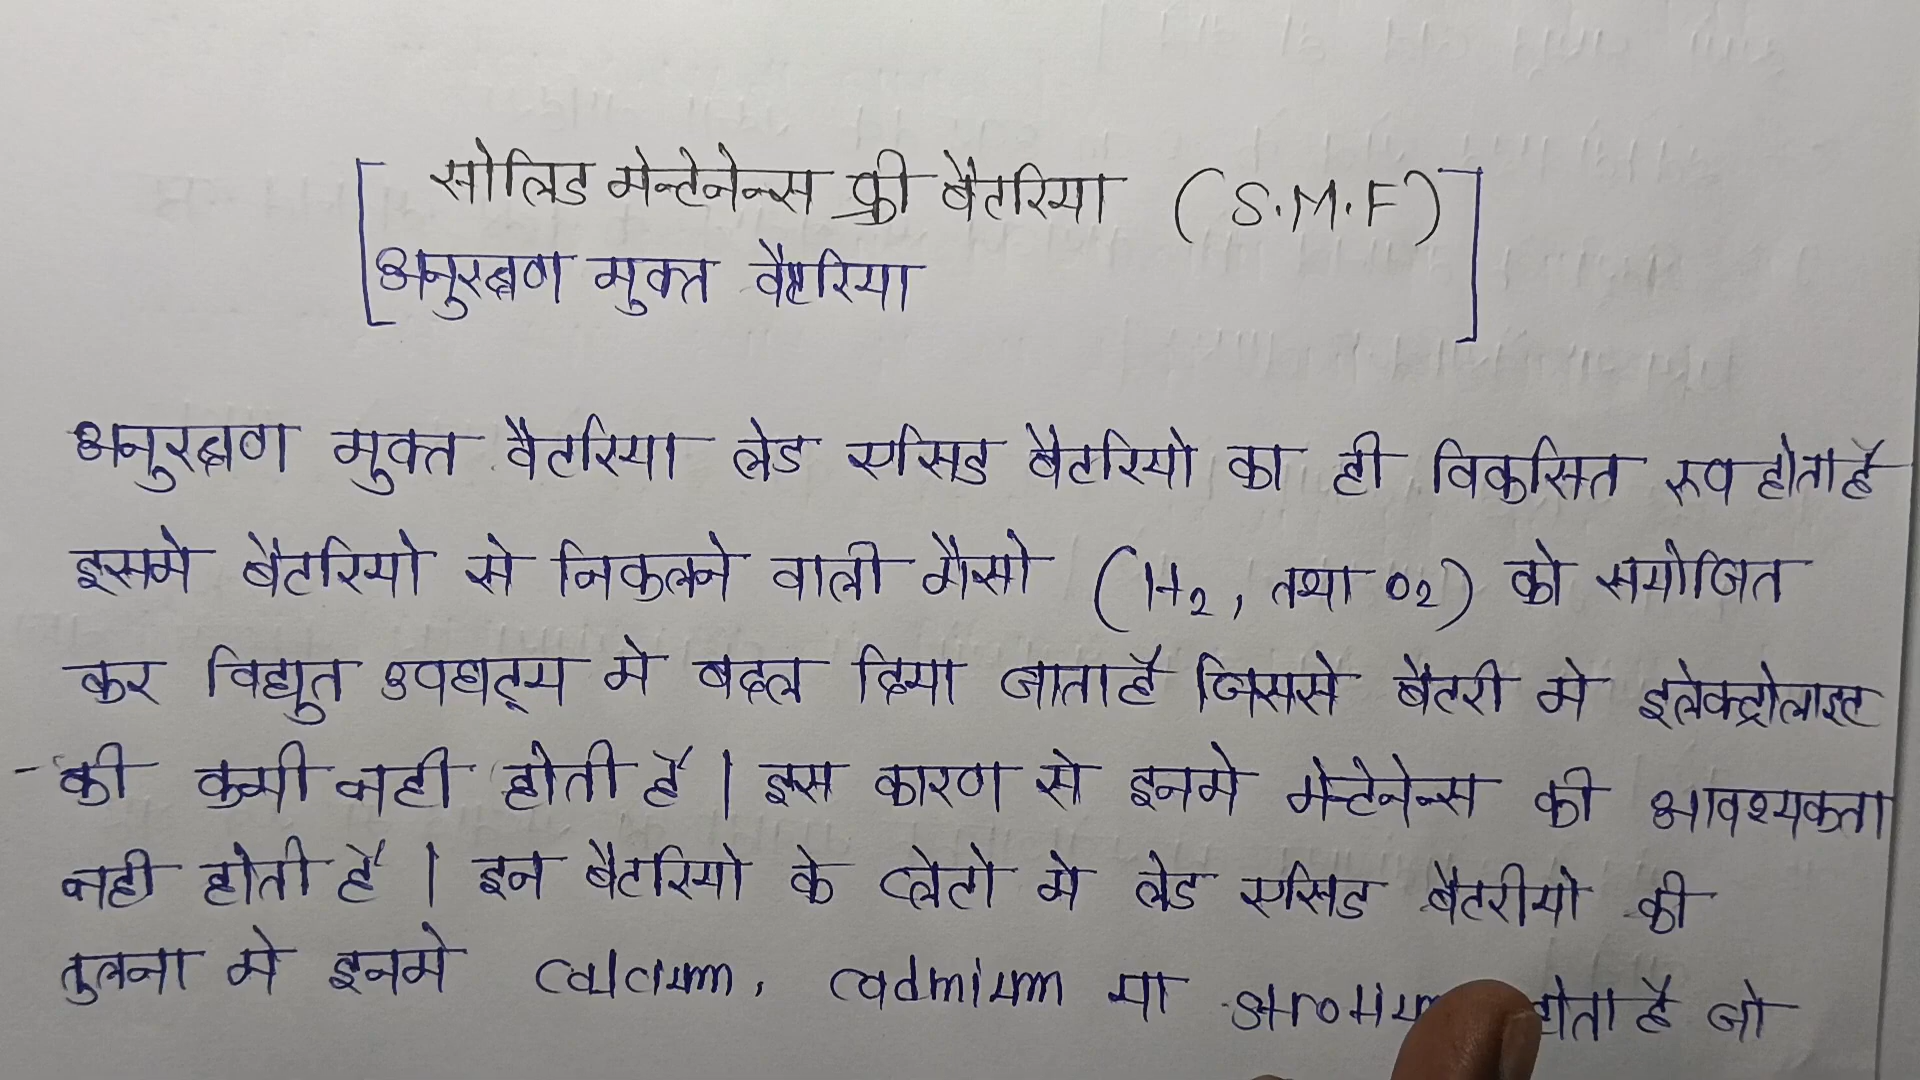 सोलिड मेन्टेनेन्स फ्री बैटरिया (S.M.F)
अनुरक्षण मुक्त बैटरिया
अनुरक्षण मुक्त बैटरिया लेड एसिड बैटरियो का ही विकसित रूप होता है
इसमे बैटरियो से निकलने वाली गैसो (H₂, तथा O₂) को सयोजित
कर विद्युत उपघट्य मे बदल दिया जाता है जिससे बैटरी मे इलेक्ट्रोलाइट
की कमी नही होती है | इस कारण से इनमे मेन्टेनेन्स की आवश्यकता
नही होती है | इन बैटरियो के प्लेटो मे लेड एसिड बैटरीयो की
तुलना मे इनमे Calcium, Cadmium या होता है जो